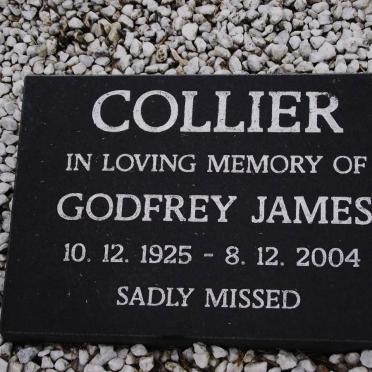 COLLIER
IN LOVING MEMORY OF
GODFREY JAMES
10. 12. 1925 - 8. 12. 2004
SADLY MISSED